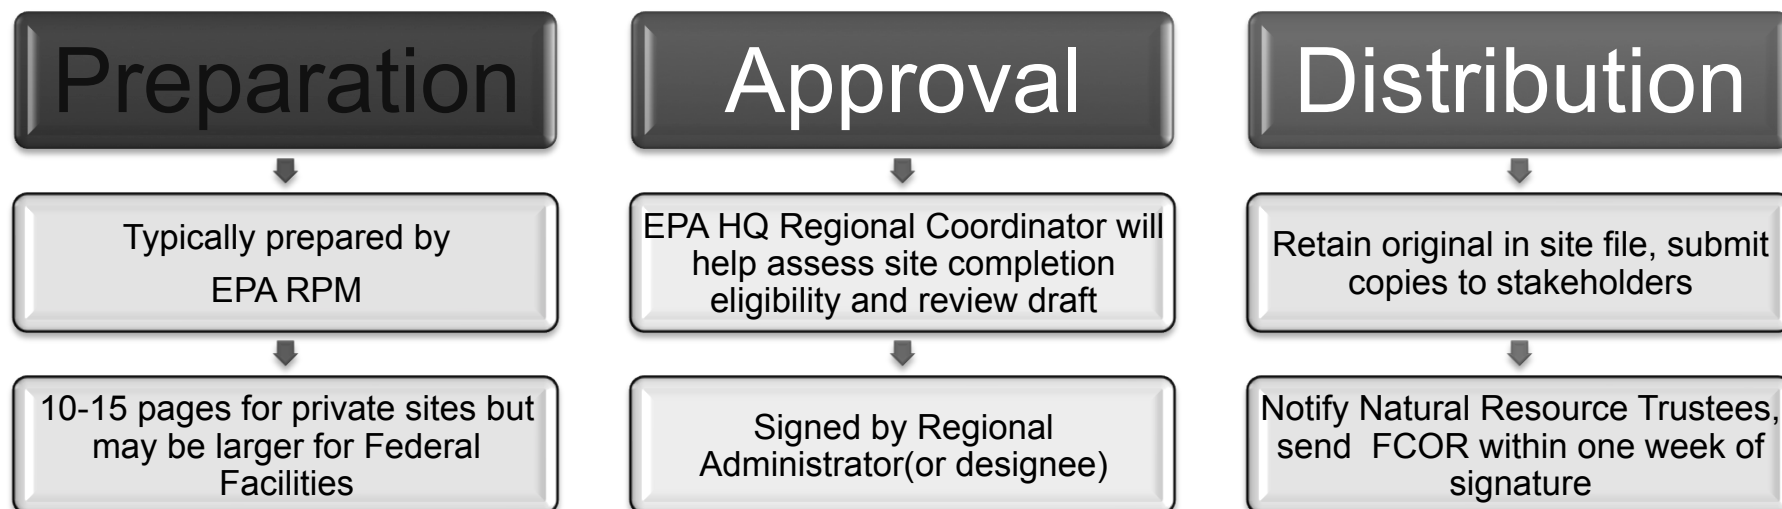 Preparation
Typically prepared by
EPA RPM
10-15 pages for private sites but
may be larger for Federal
Facilities
Approval
EPA HQ Regional Coordinator will
help assess site completion
eligibility and review draft
Signed by Regional
Administrator(or designee)
Distribution
Retain original in site file, submit
copies to stakeholders
Notify Natural Resource Trustees,
send  FCOR within one week of
signature